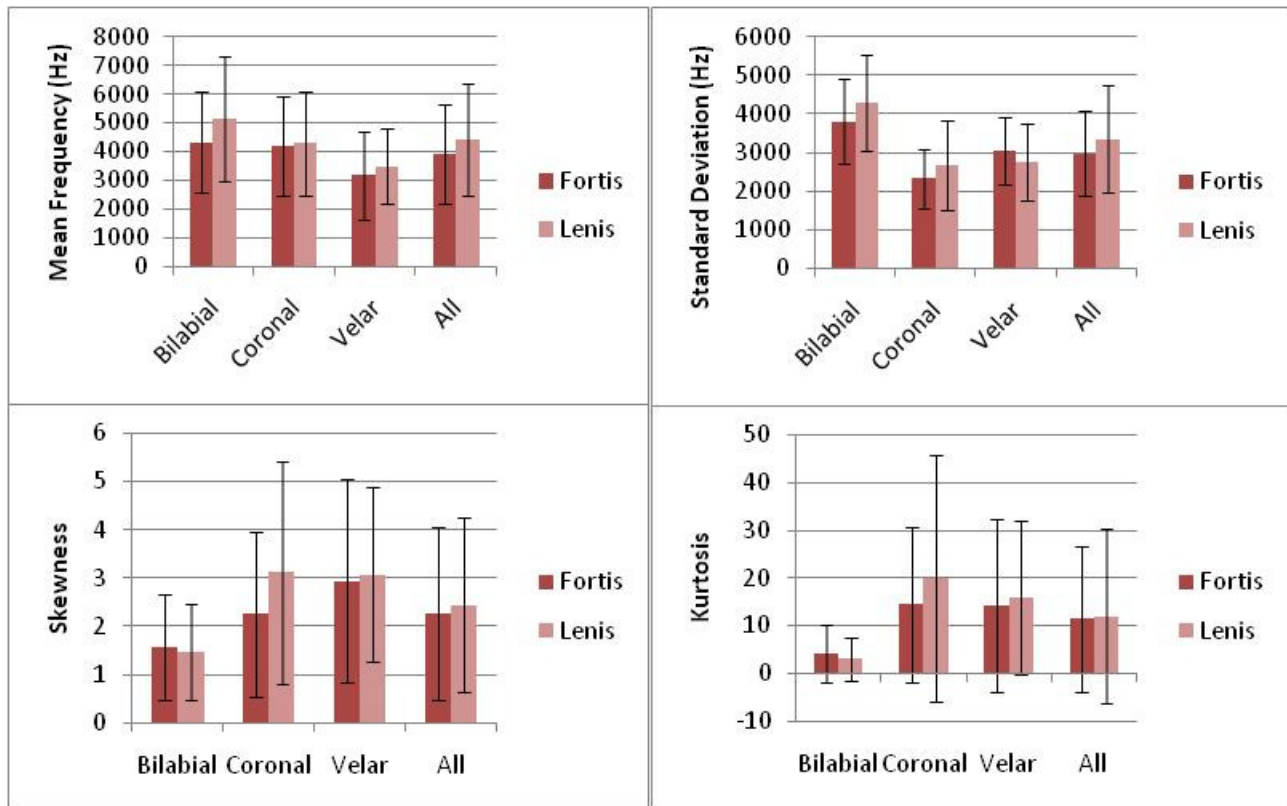 Mean Frequency (Hz)
8000
7000
6000
5000
4000
3000
2000
1000
0
Bilabial
Coronal
Velar
All
Fortis
Lenis
Standard Deviation (Hz)
6000
5000
4000
3000
2000
1000
0
Bilabial
Coronal
Velar
All
Fortis
Lenis
Skewness
6
5
4
3
2
1
0
Bilabial Coronal Velar All
Fortis
Lenis
Kurtosis
50
40
30
20
10
0
-10
Bilabial Coronal Velar All
Fortis
Lenis